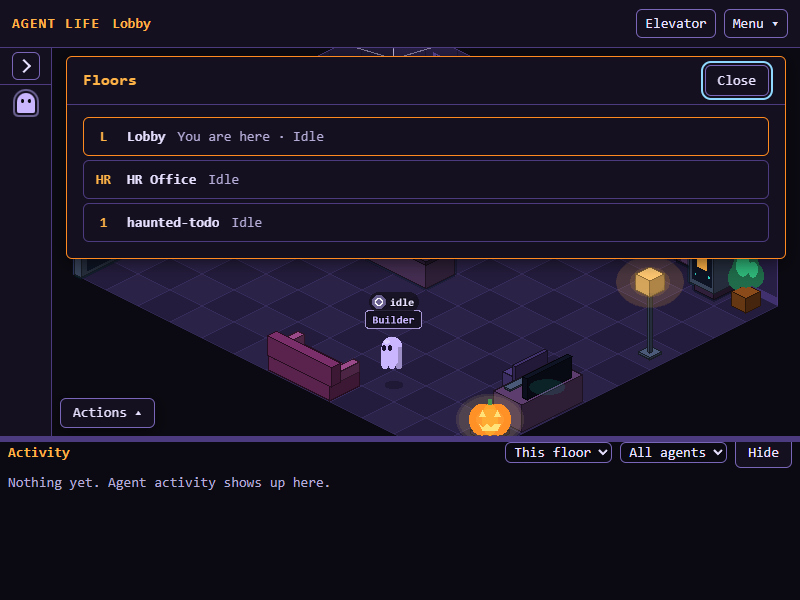 AGENT LIFE Lobby Elevator Menu ▾
Floors Close
L Lobby You are here · Idle
HR HR Office Idle
1 haunted-todo Idle
idle
Builder
Actions ▴
Activity This floor All agents Hide
Nothing yet. Agent activity shows up here.